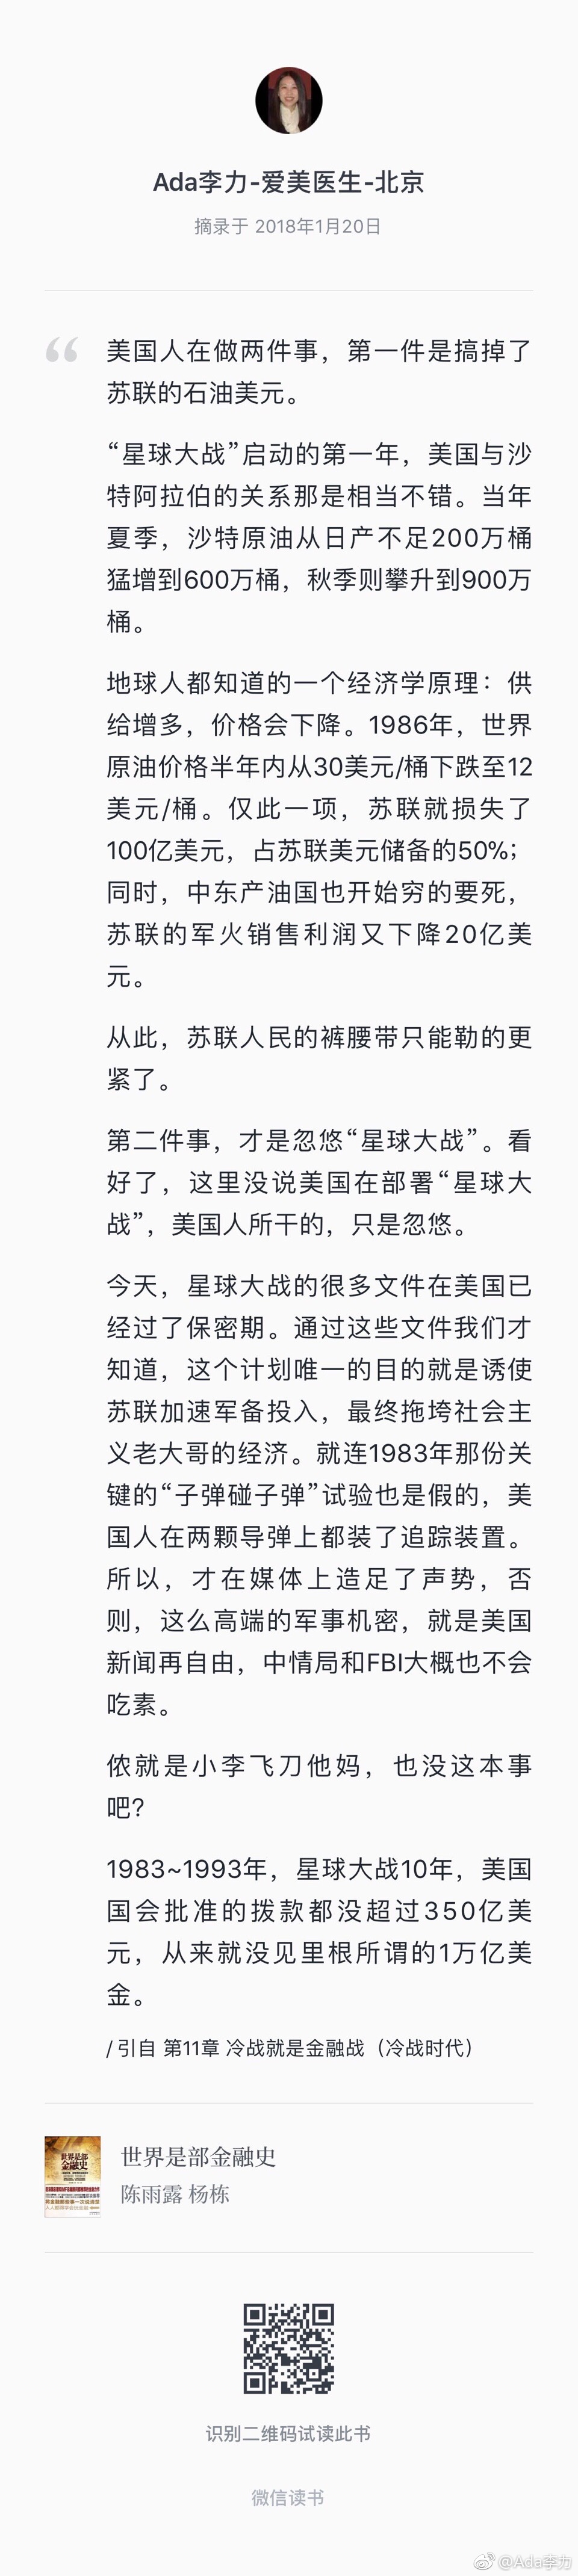 Ada李力-爱美医生-北京
摘录于 2018年1月20日
“
美国人在做两件事，第一件是搞掉了
苏联的石油美元。
“星球大战”启动的第一年，美国与沙
特阿拉伯的关系那是相当不错。当年
夏季，沙特原油从日产不足200万桶
猛增到600万桶，秋季则攀升到900万
桶。
地球人都知道的一个经济学原理：供
给增多，价格会下降。1986年，世界
原油价格半年内从30美元/桶下跌至12
美元/桶。仅此一项，苏联就损失了
100亿美元，占苏联美元储备的50%；
同时，中东产油国也开始穷的要死，
苏联的军火销售利润又下降20亿美
元。
从此，苏联人民的裤腰带只能勒的更
紧了。
第二件事，才是忽悠“星球大战”。看
好了，这里没说美国在部署“星球大
战”，美国人所干的，只是忽悠。
今天，星球大战的很多文件在美国已
经过了保密期。通过这些文件我们才
知道，这个计划唯一的目的就是诱使
苏联加速军备投入，最终拖垮社会主
义老大哥的经济。就连1983年那份关
键的“子弹碰子弹”试验也是假的，美
国人在两颗导弹上都装了追踪装置。
所以，才在媒体上造足了声势，否
则，这么高端的军事机密，就是美国
新闻再自由，中情局和FBI大概也不会
吃素。
侬就是小李飞刀他妈，也没这本事
吧?
1983~1993年，星球大战10年，美国
国会批准的拨款都没超过350亿美
元，从来就没见里根所谓的1万亿美
金。
/ 引自 第11章 冷战就是金融战（冷战时代）
世界是部
金融史
世界是部金融史
陈雨露 杨栋
识别二维码试读此书
微信读书
@Ada李力